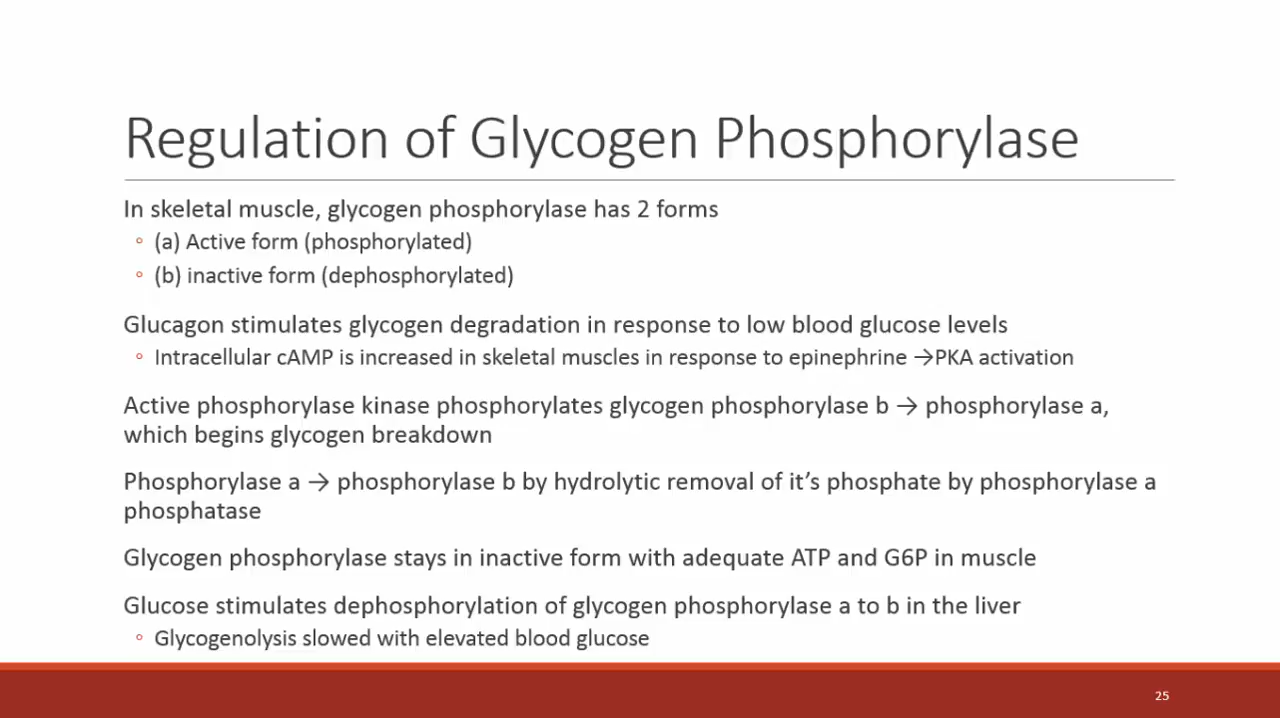 Regulation of Glycogen Phosphorylase
In skeletal muscle, glycogen phosphorylase has 2 forms
◦ (a) Active form (phosphorylated)
◦ (b) inactive form (dephosphorylated)
Glucagon stimulates glycogen degradation in response to low blood glucose levels
◦ Intracellular cAMP is increased in skeletal muscles in response to epinephrine →PKA activation
Active phosphorylase kinase phosphorylates glycogen phosphorylase b → phosphorylase a,
which begins glycogen breakdown
Phosphorylase a → phosphorylase b by hydrolytic removal of it’s phosphate by phosphorylase a
phosphatase
Glycogen phosphorylase stays in inactive form with adequate ATP and G6P in muscle
Glucose stimulates dephosphorylation of glycogen phosphorylase a to b in the liver
◦ Glycogenolysis slowed with elevated blood glucose
25